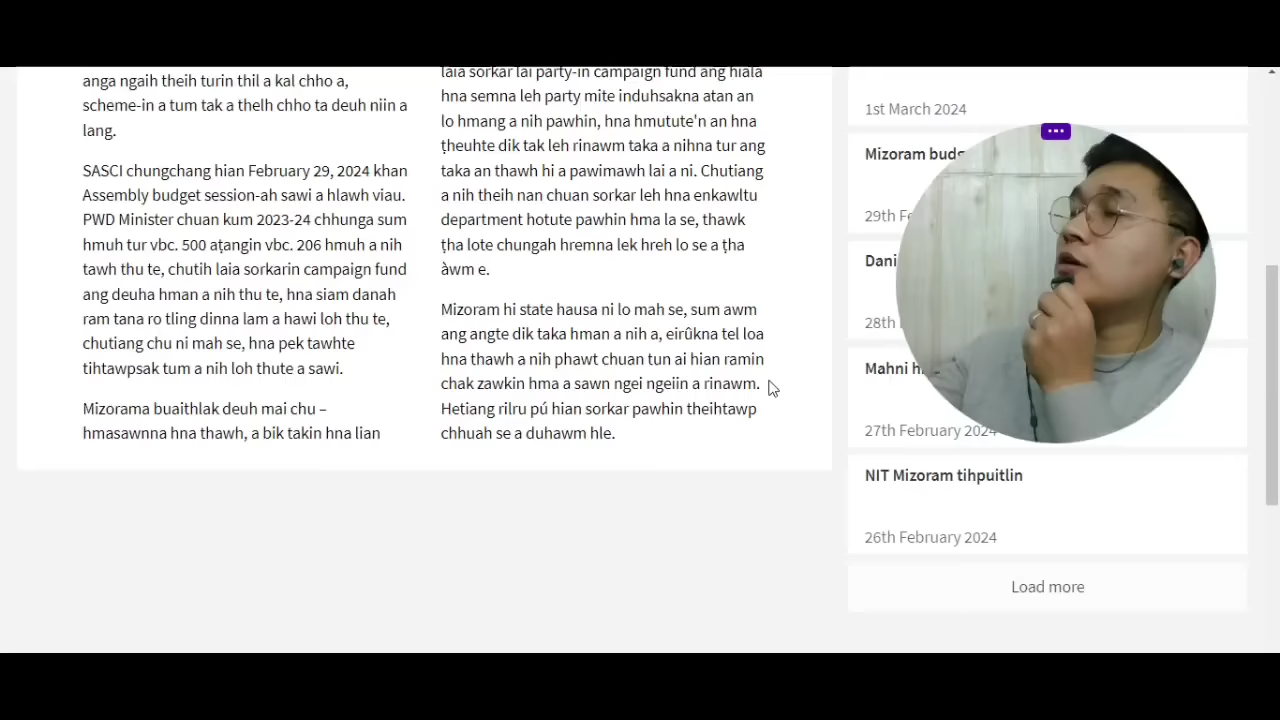 anga ngaih theih turin thil a kal chho a,
scheme-in a tum tak a thelh chho ta deuh niin a
lang.
SASCI chungchang hian February 29, 2024 khan
Assembly budget session-ah sawi a hlawh viau.
PWD Minister chuan kum 2023-24 chhunga sum
hmuh tur vbc. 500 aṭangin vbc. 206 hmuh a nih
tawh thu te, chutih laia sorkarin campaign fund
ang deuha hman a nih thu te, hna siam danah
ram tana ro tling dinna lam a hawi loh thu te,
chutiang chu ni mah se, hna pek tawhte
tihtawpsak tum a nih loh thute a sawi.
Mizorama buaithlak deuh mai chu –
hmasawnna hna thawh, a bik takin hna lian
laia sorkar lai party-in campaign fund ang hiala
hna semna leh party mite induhsakna atan an
lo hmang a nih pawhin, hna hmutute'n an hna
ṭheuhte dik tak leh rinawm taka a nihna tur ang
taka an thawh hi a pawimawh lai a ni. Chutiang
a nih theih nan chuan sorkar leh hna enkawltu
department hotute pawhin hma la se, thawk
ṭha lote chungah hremna lek hreh lo se a ṭha
àwm e.
Mizoram hi state hausa ni lo mah se, sum awm
ang angte dik taka hman a nih a, eirûkna tel loa
hna thawh a nih phawt chuan tun ai hian ramin
chak zawkin hma a sawn ngei ngeiin a rinawm.
Hetiang rilru pú hian sorkar pawhin theihtawp
chhuah se a duhawm hle.
1st March 2024
Mizoram budg
29th Fe
Dani
28th
Mahni h
27th February 2024
NIT Mizoram tihpuitlin
26th February 2024
Load more